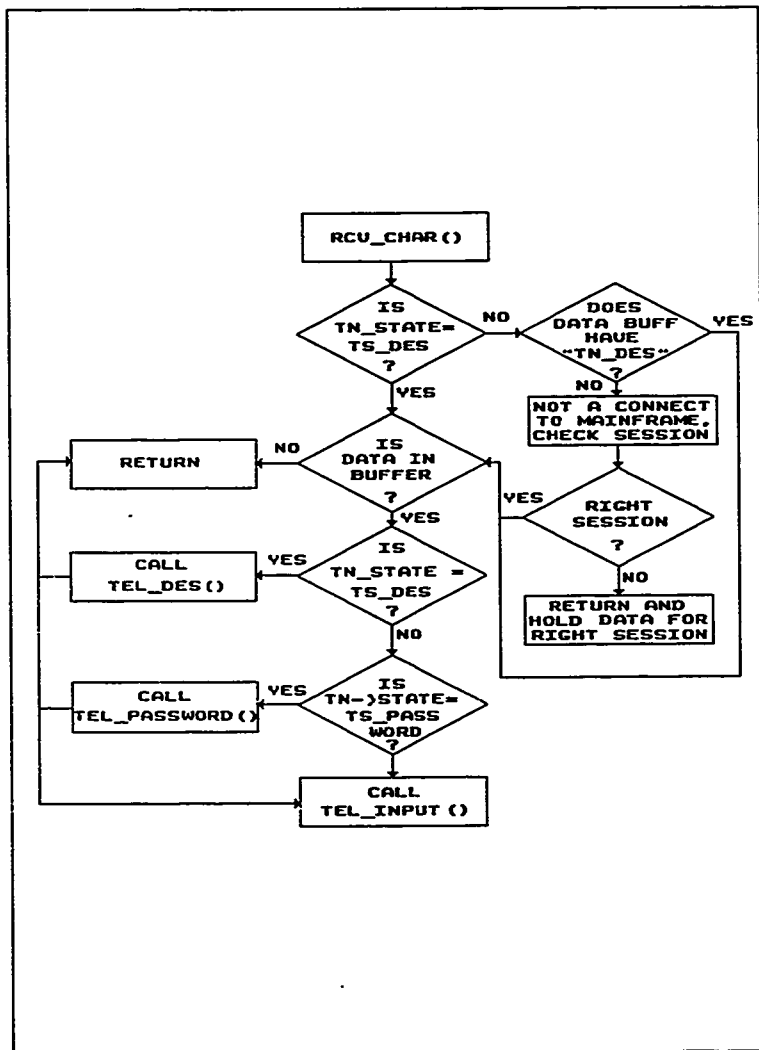 RCV_CHAR()
IS
TN_STATE=
TS_DES
?
NO
YES
DOES
DATA BUFF
HAVE
"TN_DES"
?
YES
NO
NOT A CONNECT
TO MAINFRAME,
CHECK SESSION
IS
DATA IN
BUFFER
?
NO
YES
RETURN
RIGHT
SESSION
?
YES
NO
RETURN AND
HOLD DATA FOR
RIGHT SESSION
IS
TN_STATE =
TS_DES
?
YES
NO
CALL
TEL_DES()
IS
TN->STATE=
TS_PASS
WORD
?
YES
CALL
TEL_PASSWORD()
CALL
TEL_INPUT()